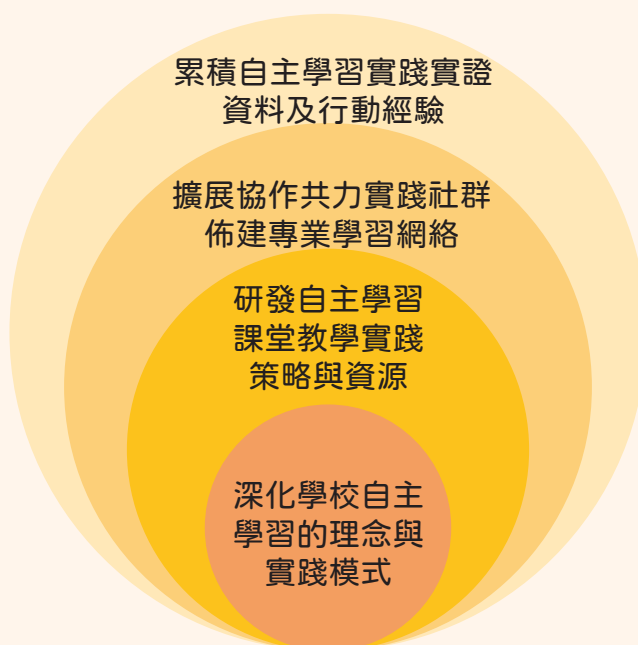 累積自主學習實踐實證
資料及行動經驗
擴展協作共力實踐社群
佈建專業學習網絡
研發自主學習
課堂教學實踐
策略與資源
深化學校自主
學習的理念與
實踐模式